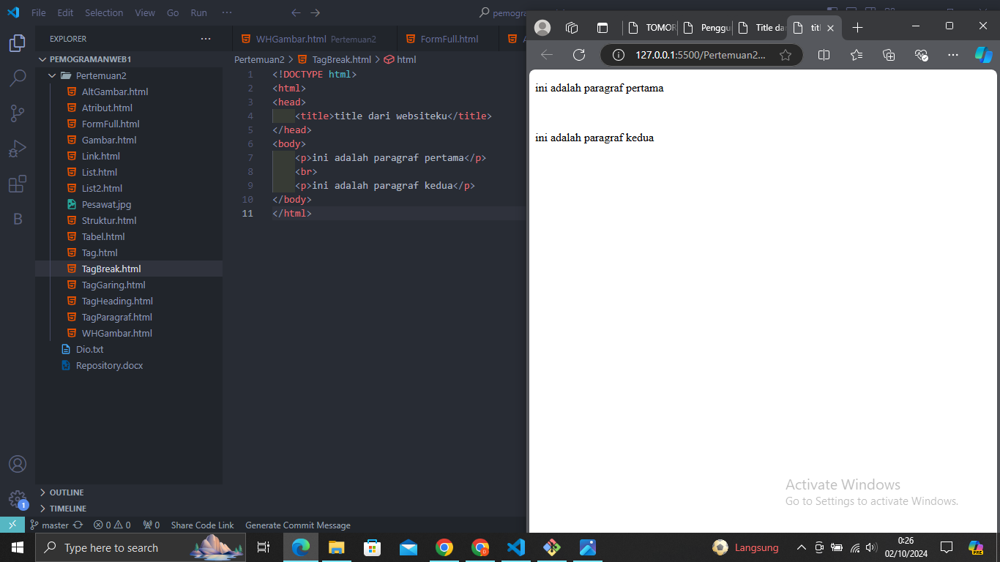 File Edit Selection View Go Run ···
pemogra
EXPLORER ···
PEMOGRAMANWEB1
Pertemuan2
AltGambar.html
Atribut.html
FormFull.html
Gambar.html
Link.html
List.html
List2.html
Pesawat.jpg
Struktur.html
Tabel.html
Tag.html
TagBreak.html
TagGaring.html
TagHeading.html
TagParagraf.html
WHGambar.html
Dio.txt
Repository.docx
OUTLINE
TIMELINE
WHGambar.html Pertemuan2 FormFull.html
Pertemuan2 > TagBreak.html > html
1 <!DOCTYPE html>
2 <html>
3 <head>
4 <title>title dari websiteku</title>
5 </head>
6 <body>
7 <p>ini adalah paragraf pertama</p>
8 <br>
9 <p>ini adalah paragraf kedua</p>
10 </body>
11 </html>
TOMOR Penggu Title da titl
127.0.0.1:5500/Pertemuan2...
ini adalah paragraf pertama
ini adalah paragraf kedua
Activate Windows
Go to Settings to activate Windows.
1
master 0 0 0 Share Code Link Generate Commit Message
Type here to search
Langsung
0:26
02/10/2024
PRE